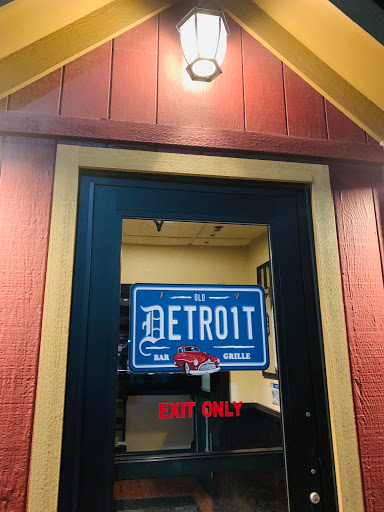 OLD
DETROIT
BAR GRILLE
EXIT ONLY